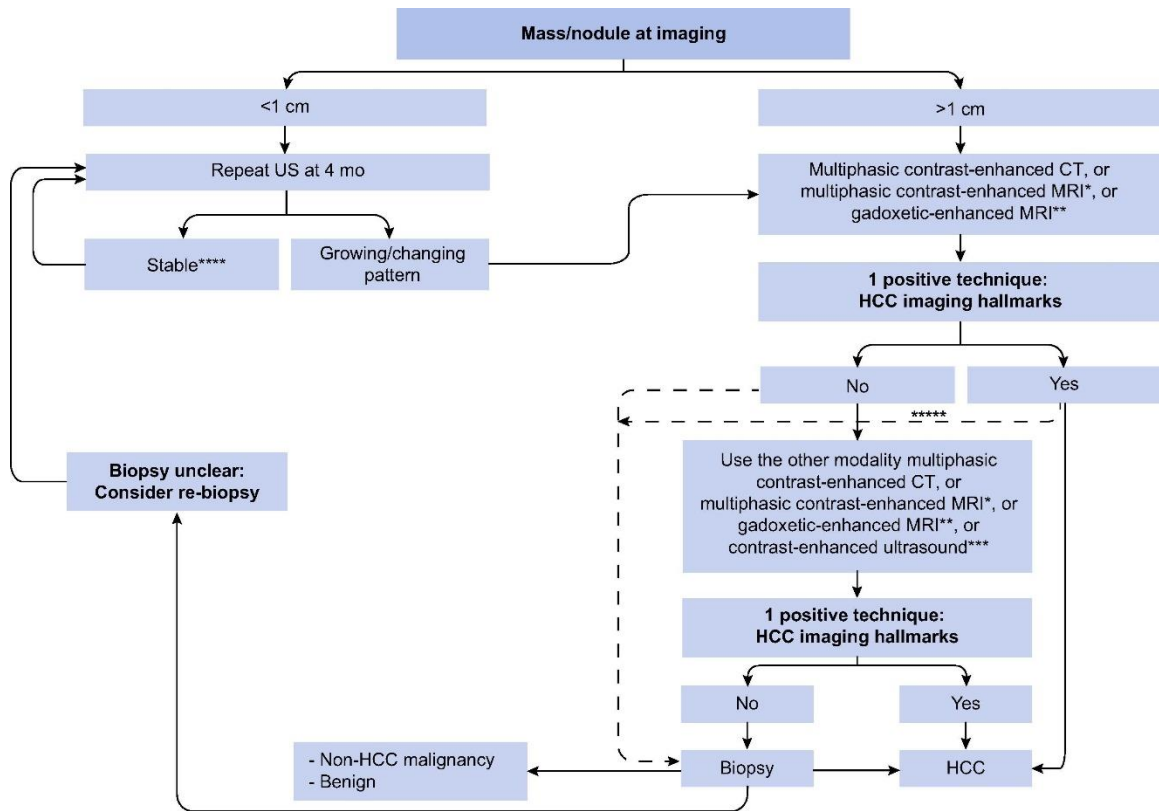 Mass/nodule at imaging
<1 cm
>1 cm
Repeat US at 4 mo
Multiphasic contrast-enhanced CT, or
multiphasic contrast-enhanced MRI*, or
gadoxetic-enhanced MRI**
Stable****
Growing/changing
pattern
1 positive technique:
HCC imaging hallmarks
No
Yes
*****
Use the other modality multiphasic
contrast-enhanced CT, or
multiphasic contrast-enhanced MRI*, or
gadoxetic-enhanced MRI**, or
contrast-enhanced ultrasound***
Biopsy unclear:
Consider re-biopsy
1 positive technique:
HCC imaging hallmarks
No
Yes
- Non-HCC malignancy
- Benign
Biopsy
HCC